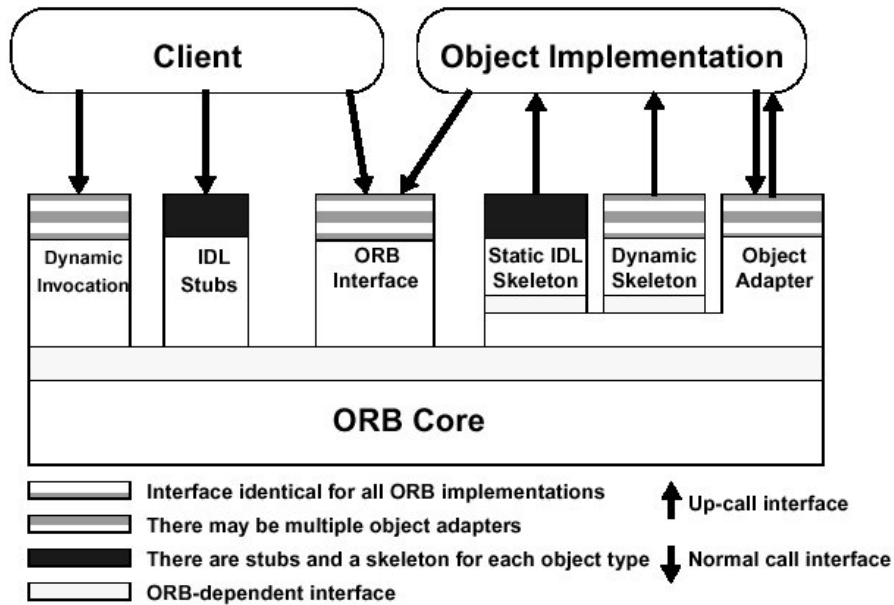 Client
Object Implementation
Dynamic
Invocation
IDL
Stubs
ORB
Interface
Static IDL
Skeleton
Dynamic
Skeleton
Object
Adapter
ORB Core
Interface identical for all ORB implementations
There may be multiple object adapters
There are stubs and a skeleton for each object type
ORB-dependent interface
Up-call interface
Normal call interface